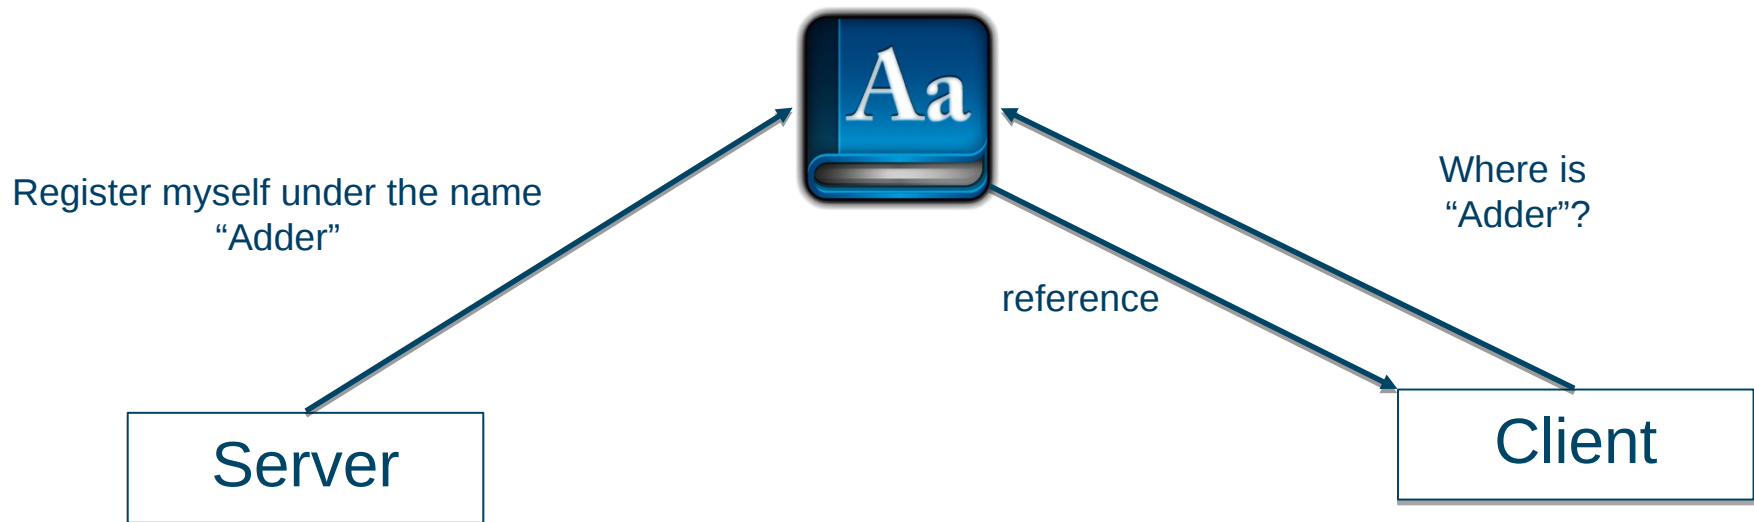 Aa
Register myself under the name
“Adder”
Where is
“Adder”?
reference
Server
Client